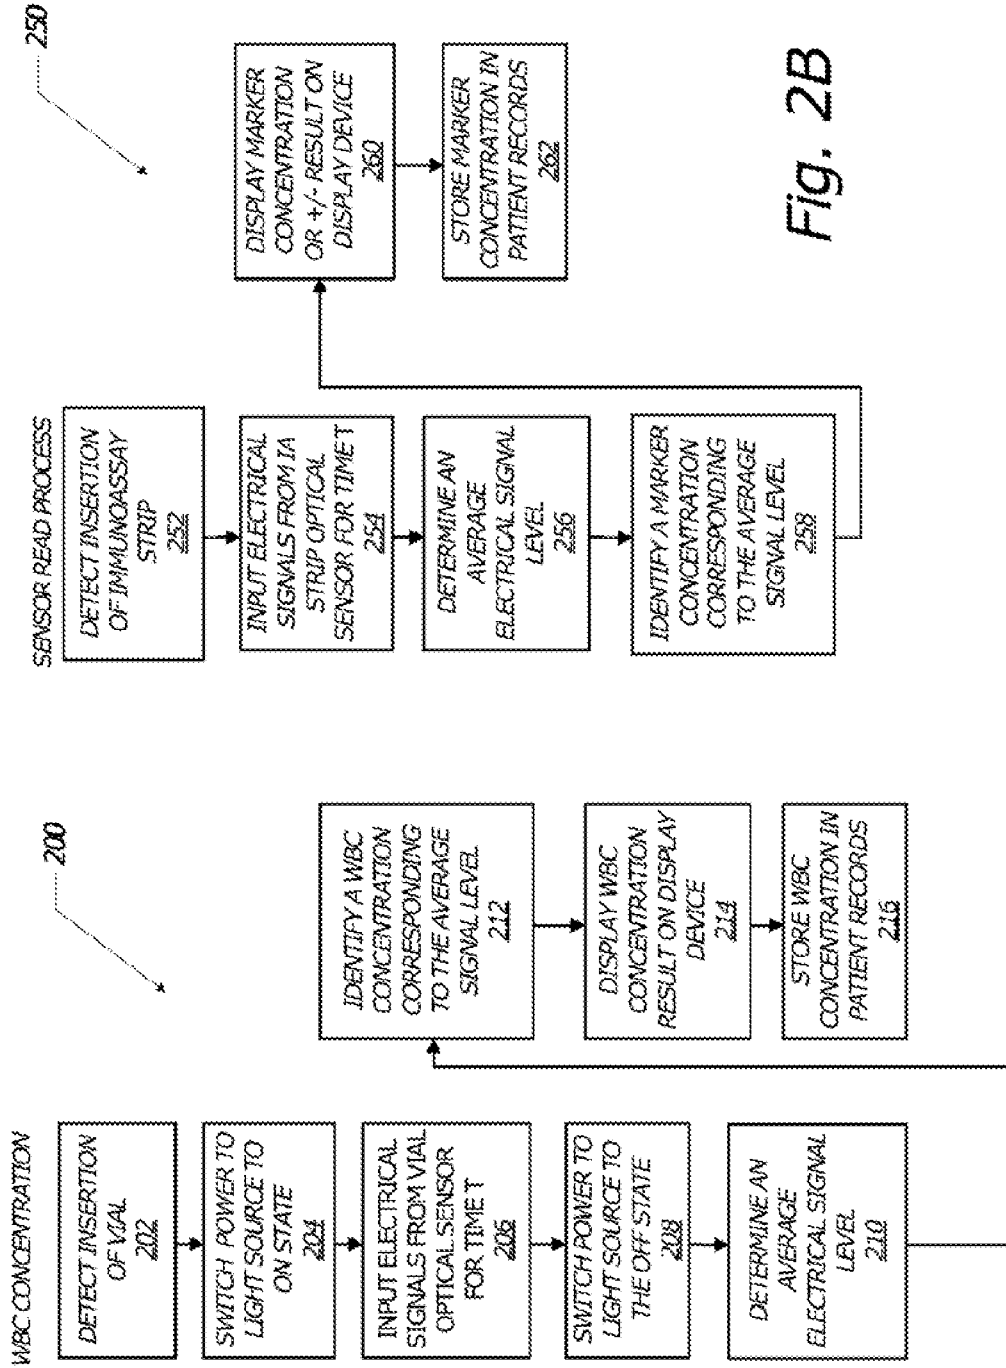 WBC CONCENTRATION
200
DETECT INSERTION
OF VIAL
202
SWITCH POWER TO
LIGHT SOURCE TO
ON STATE
204
INPUT ELECTRICAL
SIGNALS FROM VIAL
OPTICAL SENSOR
FOR TIME T
206
SWITCH POWER TO
LIGHT SOURCE TO
THE OFF STATE
208
DETERMINE AN
AVERAGE
ELECTRICAL SIGNAL
LEVEL
210
IDENTIFY A WBC
CONCENTRATION
CORRESPONDING
TO THE AVERAGE
SIGNAL LEVEL
212
DISPLAY WBC
CONCENTRATION
RESULT ON DISPLAY
DEVICE
214
STORE WBC
CONCENTRATION IN
PATIENT RECORDS
216
SENSOR READ PROCESS
250
DETECT INSERTION
OF IMMUNOASSAY
STRIP
252
INPUT ELECTRICAL
SIGNALS FROM IA
STRIP OPTICAL
SENSOR FOR TIME T
254
DETERMINE AN
AVERAGE
ELECTRICAL SIGNAL
LEVEL
256
IDENTIFY A MARKER
CONCENTRATION
CORRESPONDING
TO THE AVERAGE
SIGNAL LEVEL
258
DISPLAY MARKER
CONCENTRATION
OR +/- RESULT ON
DISPLAY DEVICE
260
STORE MARKER
CONCENTRATION IN
PATIENT RECORDS
262
Fig. 2B